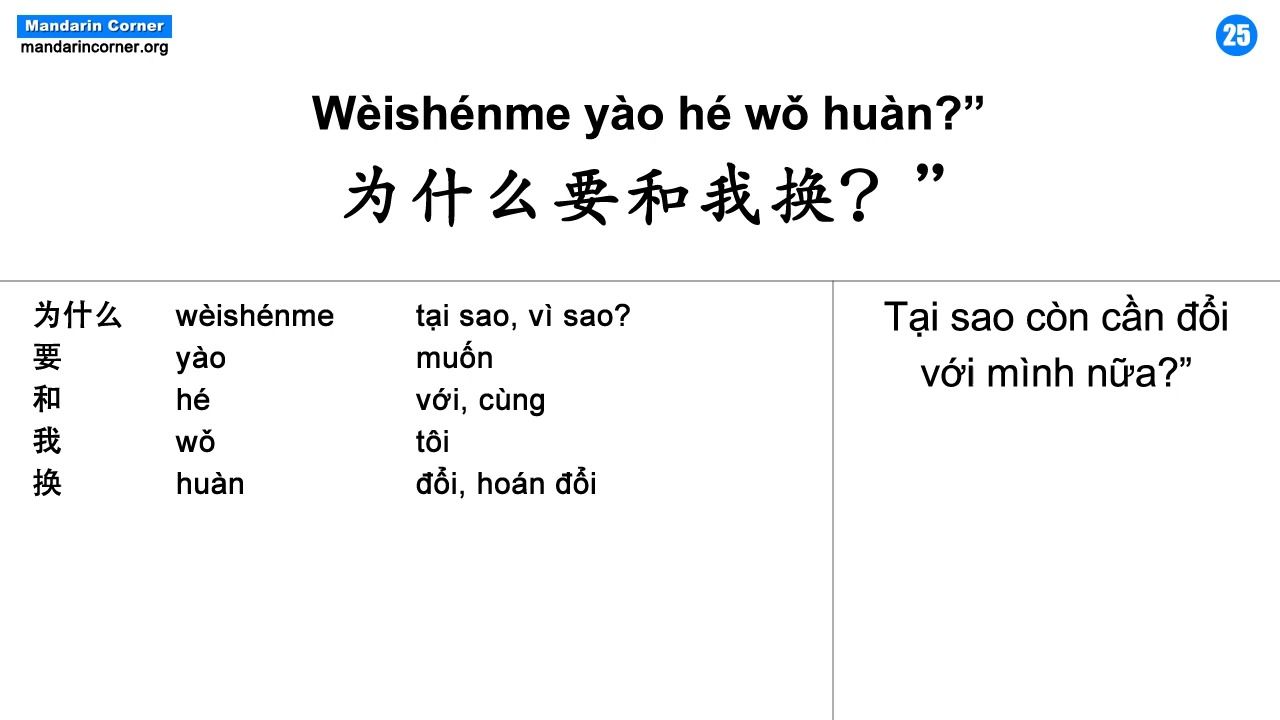 Mandarin Corner
mandarincorner.org
25
Wèishénme yào hé wǒ huàn?”
为什么要和我换？”
为什么 wèishénme tại sao, vì sao?
要 yào muốn
和 hé với, cùng
我 wǒ tôi
换 huàn đổi, hoán đổi
Tại sao còn cần đổi
với mình nữa?”